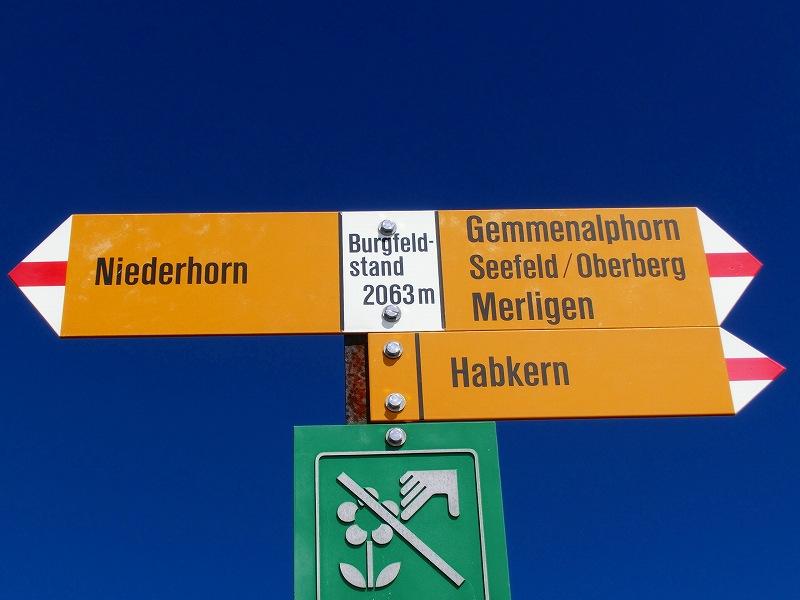 Niederhorn
Burgfeld-
stand
2063 m
Gemmenalphorn
Seefeld / Oberberg
Merligen
Habkern